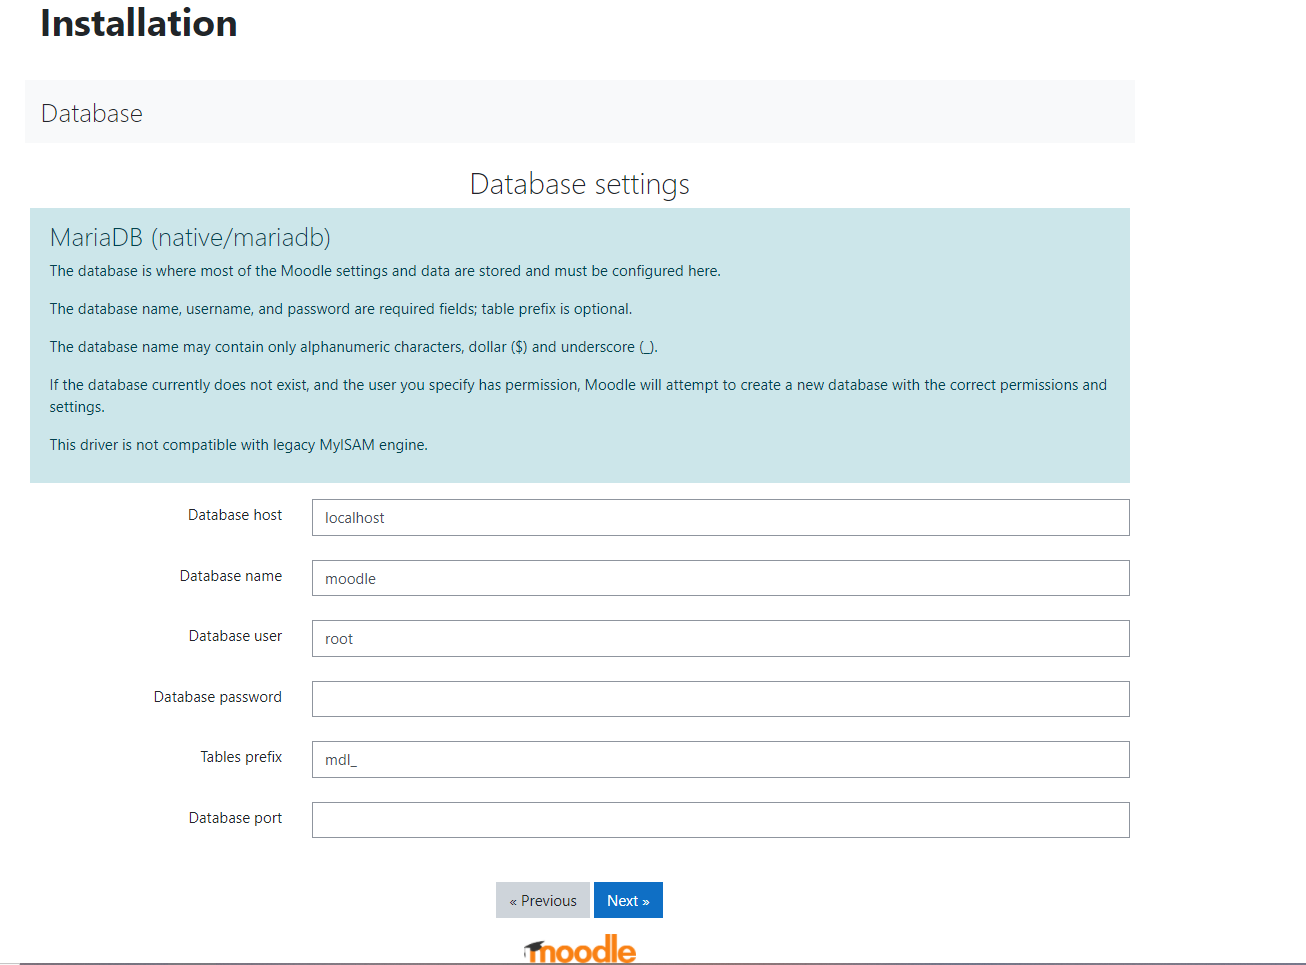 Installation
Database
Database settings
MariaDB (native/mariadb)
The database is where most of the Moodle settings and data are stored and must be configured here.
The database name, username, and password are required fields; table prefix is optional.
The database name may contain only alphanumeric characters, dollar ($) and underscore (_).
If the database currently does not exist, and the user you specify has permission, Moodle will attempt to create a new database with the correct permissions and
settings.
This driver is not compatible with legacy MyISAM engine.
Database host localhost
Database name moodle
Database user root
Database password
Tables prefix mdl_
Database port
« Previous Next »
moodle